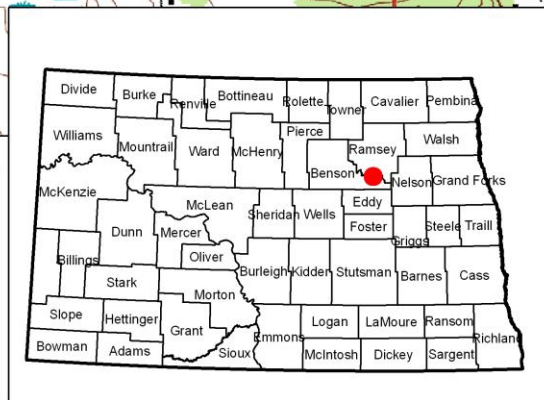 Divide Burke Renville Bottineau Rolette Towner Cavalier Pembina
Williams Mountrail Ward McHenry Pierce Ramsey Walsh
McKenzie Benson Nelson Grand Forks
McLean Sheridan Wells Eddy
Dunn Mercer Foster Griggs Steele Traill
Billings Oliver Burleigh Kidder Stutsman Barnes Cass
Stark Morton
Slope Hettinger Grant Emmons Logan LaMoure Ransom Richland
Bowman Adams Sioux McIntosh Dickey Sargent